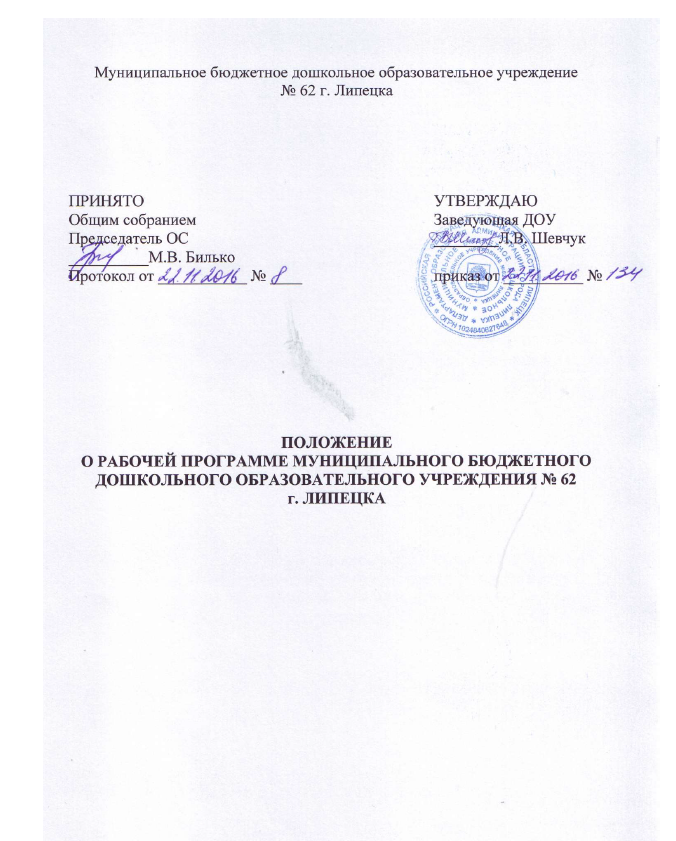 Муниципальное бюджетное дошкольное образовательное учреждение
№ 62 г. Липецка
ПРИНЯТО
Общим собранием
Председатель ОС
М.В. Билько
Протокол от 22.11.2016 № 8
УТВЕРЖДАЮ
Заведующая ДОУ
Л.В. Шевчук
приказ от 22.11.2016 № 134
ПОЛОЖЕНИЕ
О РАБОЧЕЙ ПРОГРАММЕ МУНИЦИПАЛЬНОГО БЮДЖЕТНОГО
ДОШКОЛЬНОГО ОБРАЗОВАТЕЛЬНОГО УЧРЕЖДЕНИЯ № 62
г. ЛИПЕЦКА